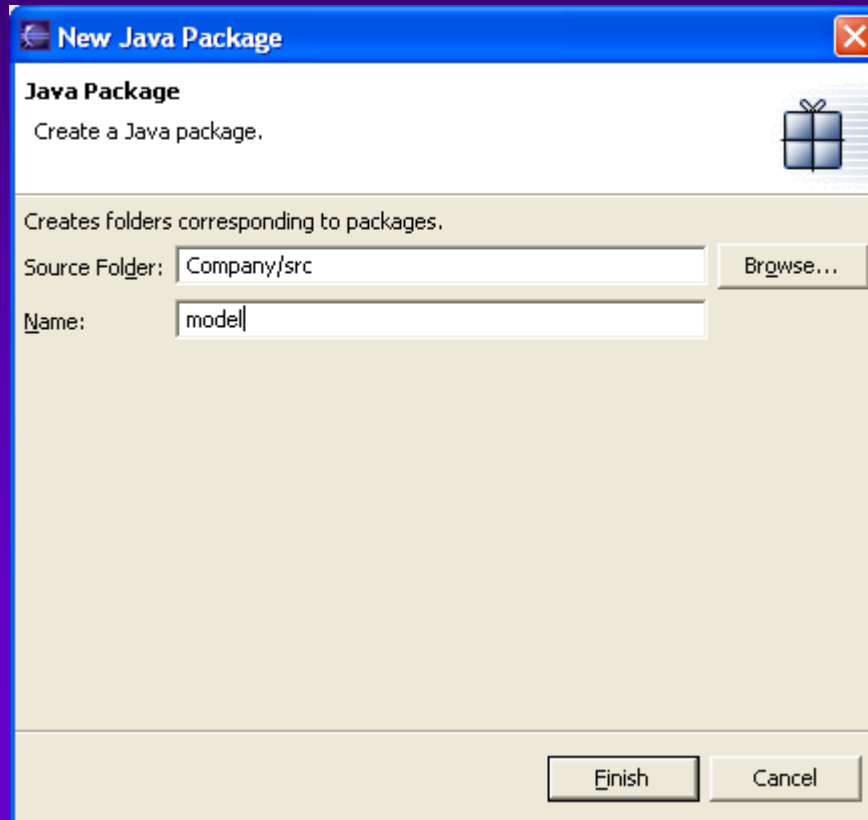 New Java Package
Java Package
Create a Java package.
Creates folders corresponding to packages.
Source Folder: Company/src Browse...
Name: model
Finish Cancel